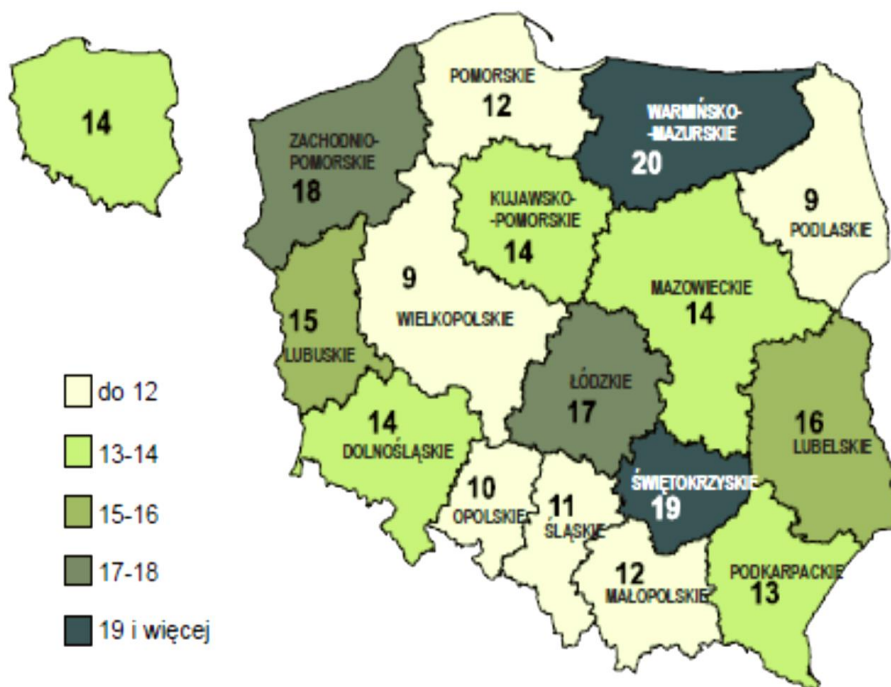 14
POMORSKIE
12
WARMIŃSKO-
-MAZURSKIE
20
ZACHODNIO-
POMORSKIE
18
KUJAWSKO-
-POMORSKIE
14
9
PODLASKIE
9
WIELKOPOLSKIE
MAZOWIECKIE
14
15
LUBUSKIE
ŁÓDZKIE
17
14
DOLNOŚLĄSKIE
16
LUBELSKIE
10
OPOLSKIE
11
ŚLĄSKIE
ŚWIĘTOKRZYSKIE
19
12
MAŁOPOLSKIE
PODKARPACKIE
13
do 12
13-14
15-16
17-18
19 i więcej